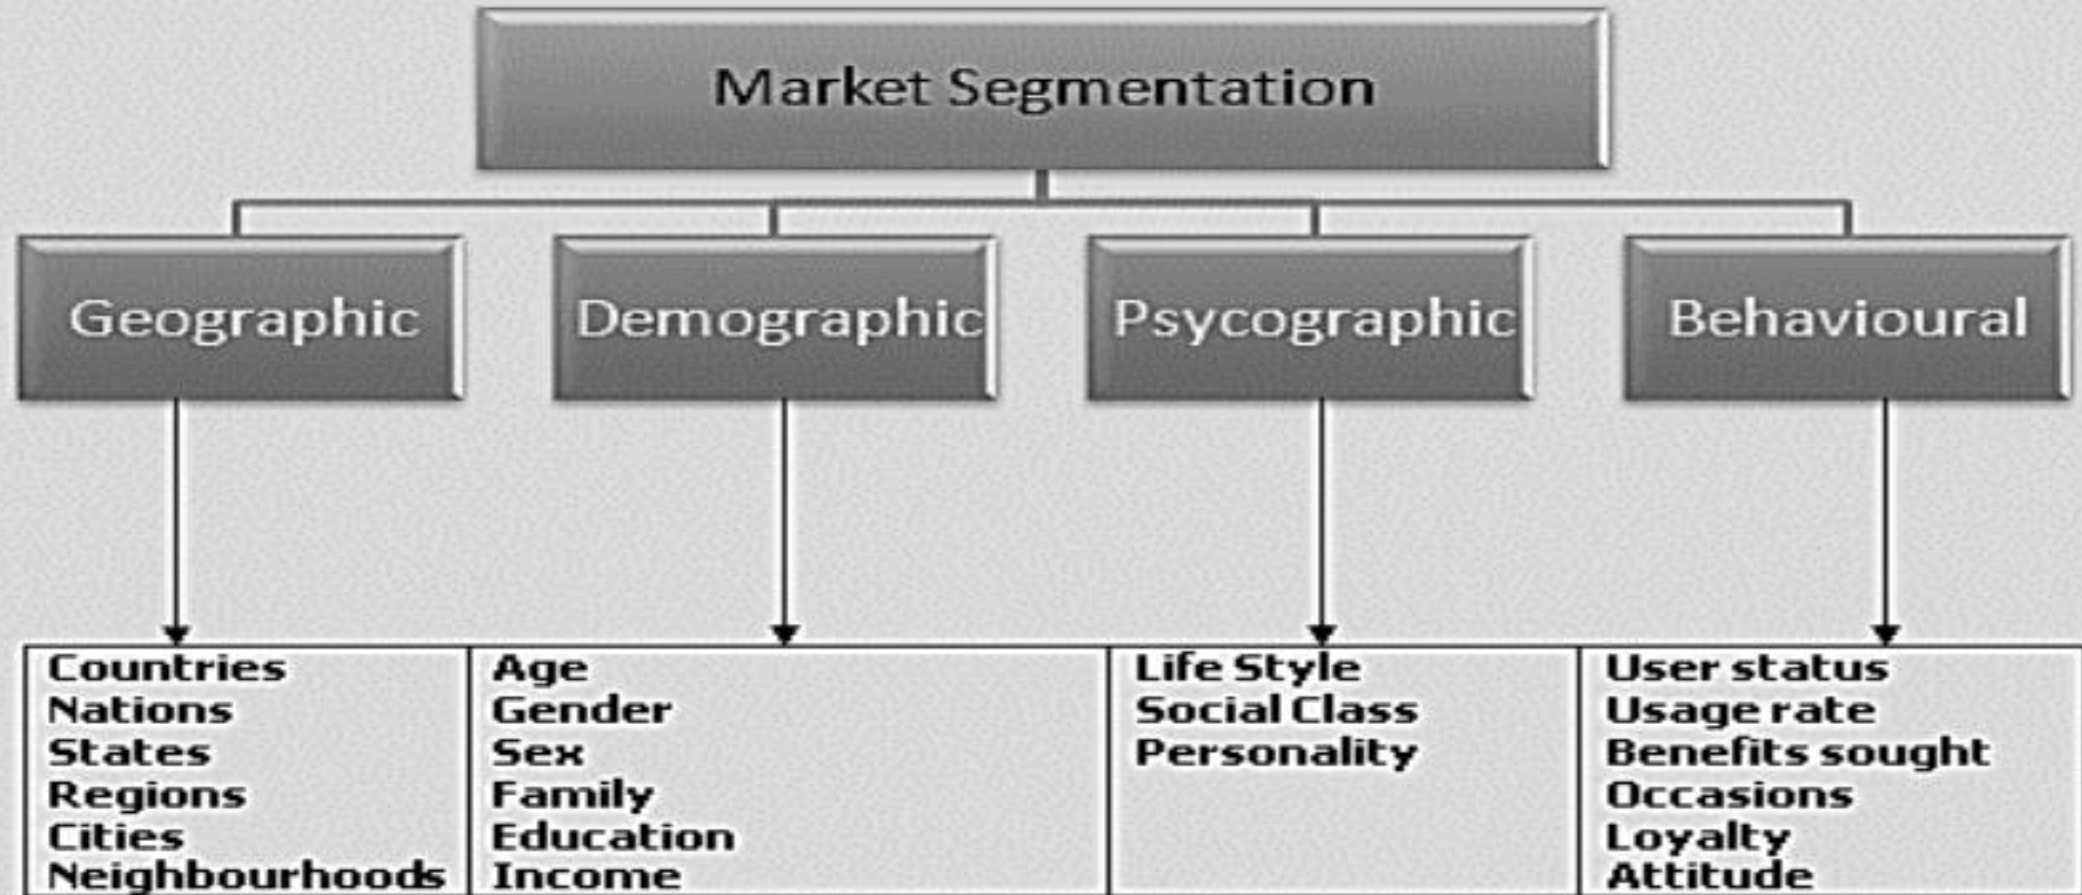 Market Segmentation
Geographic
Demographic
Psycographic
Behavioural
Countries
Nations
States
Regions
Cities
Neighbourhoods
Age
Gender
Sex
Family
Education
Income
Life Style
Social Class
Personality
User status
Usage rate
Benefits sought
Occasions
Loyalty
Attitude